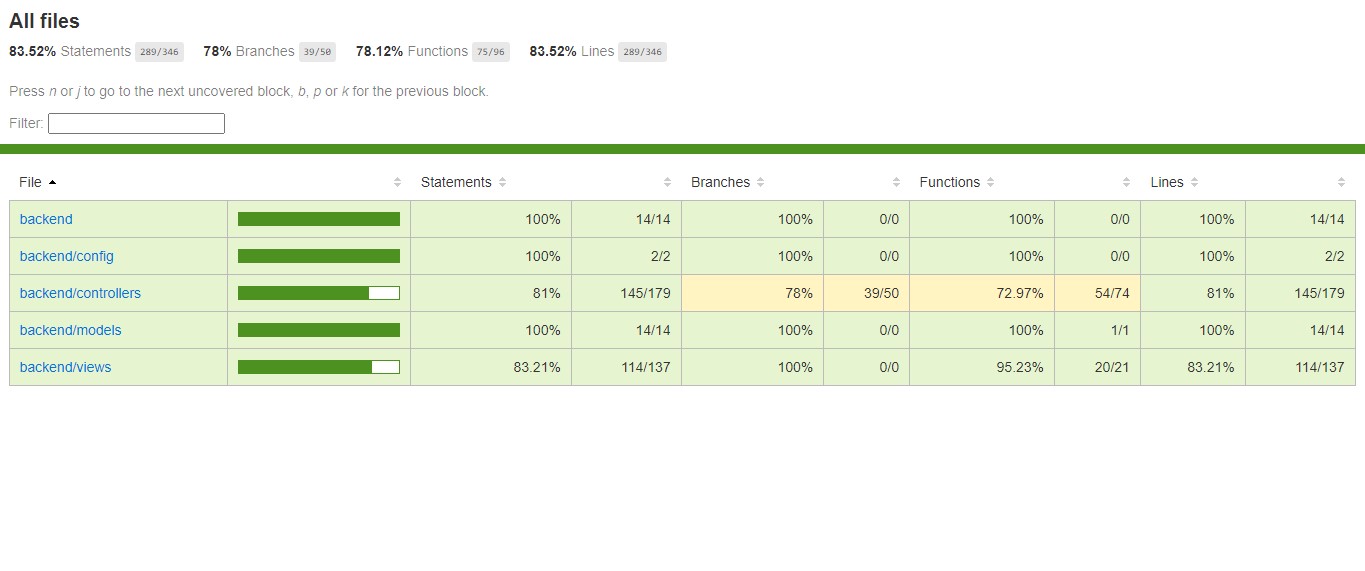 All files
83.52% Statements 289/346 78% Branches 39/50 78.12% Functions 75/96 83.52% Lines 289/346
Press n or j to go to the next uncovered block, b, p or k for the previous block.
Filter:
File Statements Branches Functions Lines
backend 100% 14/14 100% 0/0 100% 0/0 100% 14/14
backend/config 100% 2/2 100% 0/0 100% 0/0 100% 2/2
backend/controllers 81% 145/179 78% 39/50 72.97% 54/74 81% 145/179
backend/models 100% 14/14 100% 0/0 100% 1/1 100% 14/14
backend/views 83.21% 114/137 100% 0/0 95.23% 20/21 83.21% 114/137